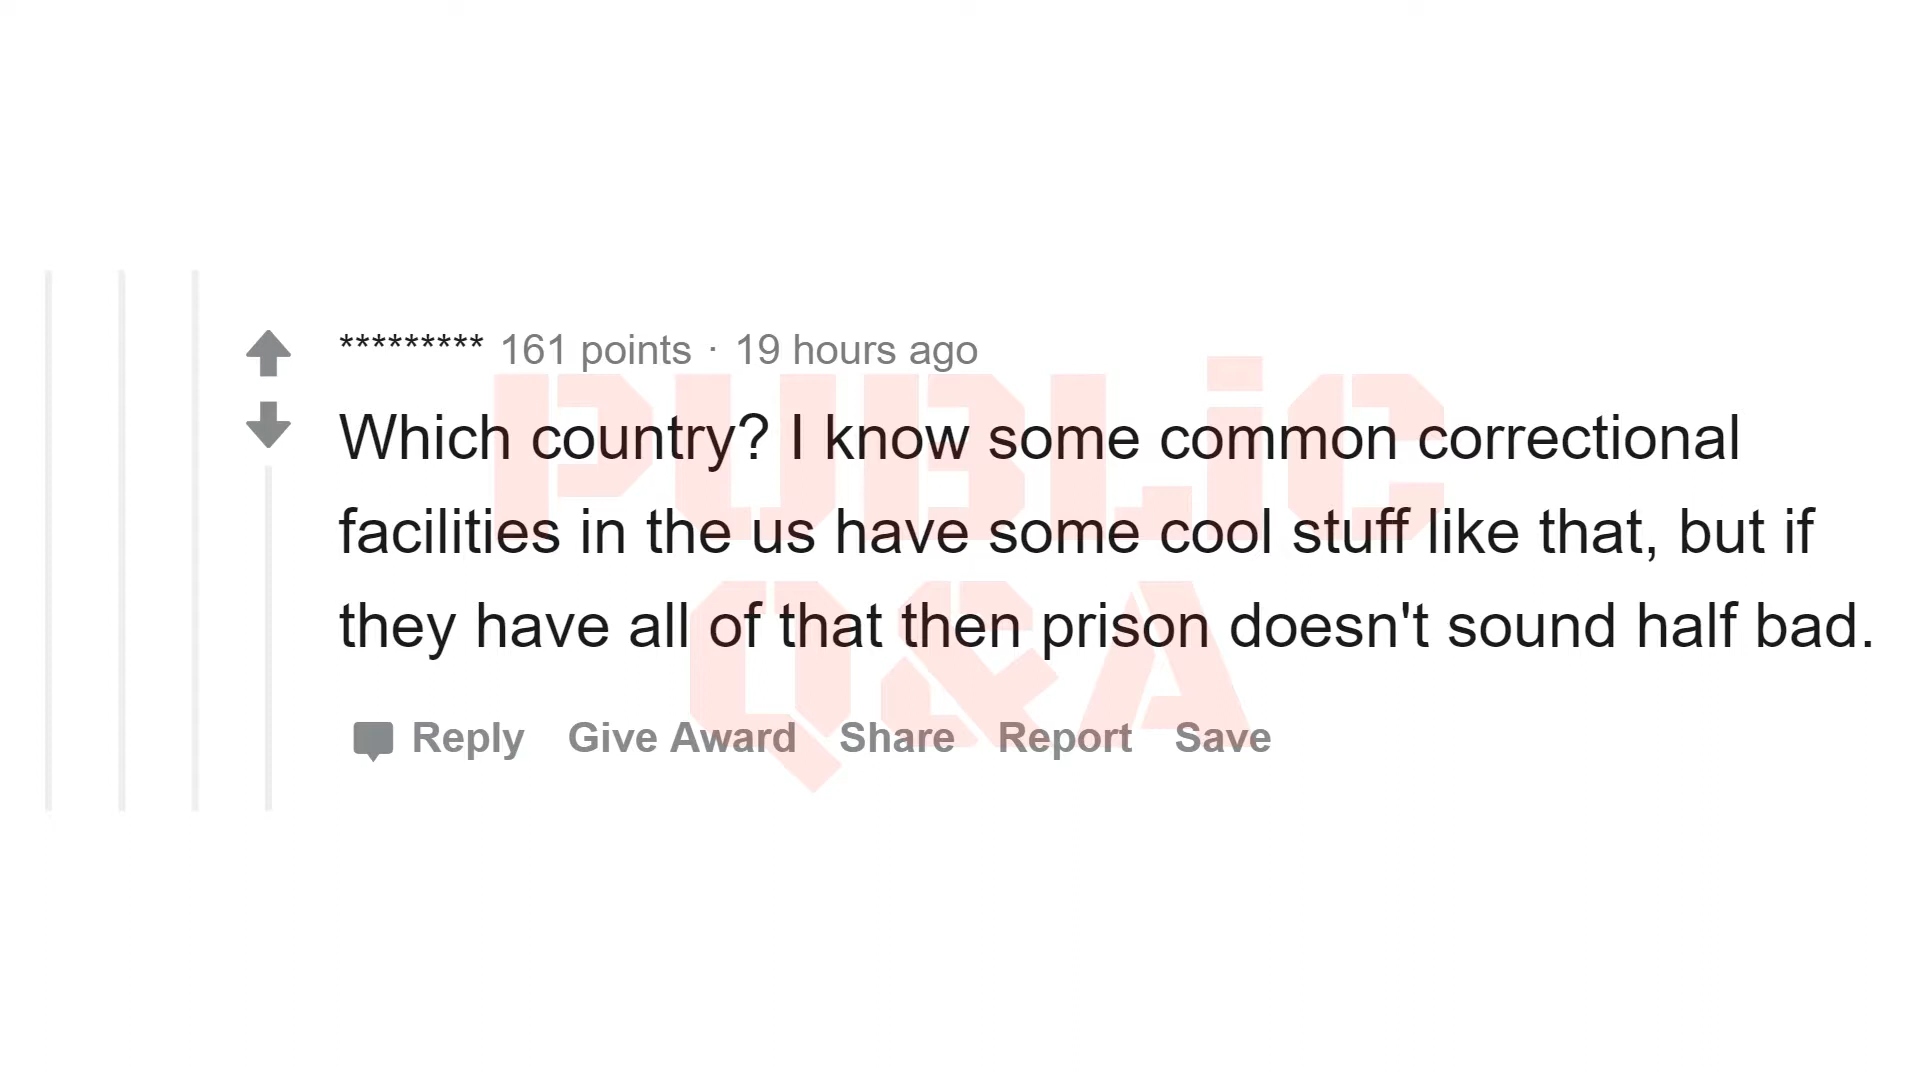 ********* 161 points · 19 hours ago
Which country? I know some common correctional
facilities in the us have some cool stuff like that, but if
they have all of that then prison doesn't sound half bad.
Reply Give Award Share Report Save
PUBLiC
Q&A